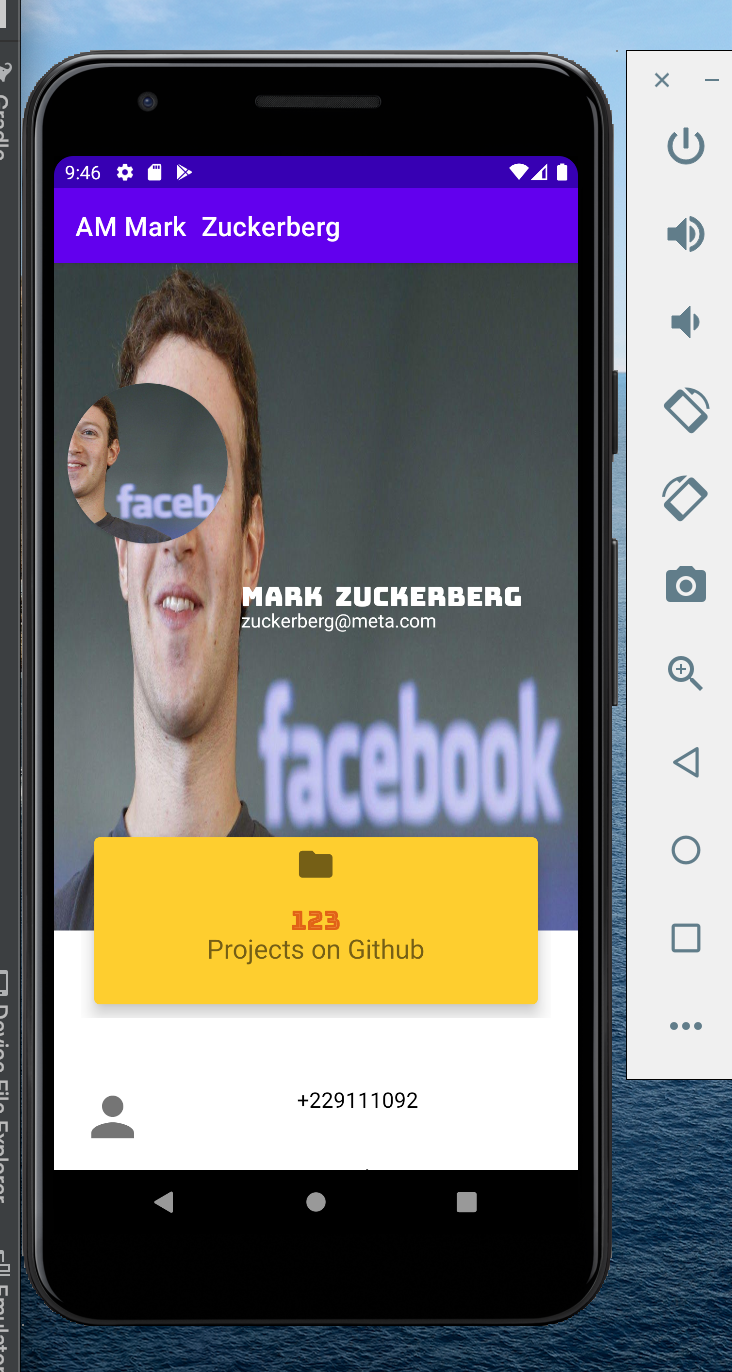 Gradle
9:46
AM Mark  Zuckerberg
faceb
MARK ZUCKERBERG
zuckerberg@meta.com
facebook
123
Projects on Github
+229111092
Device File Explorer
Emulator